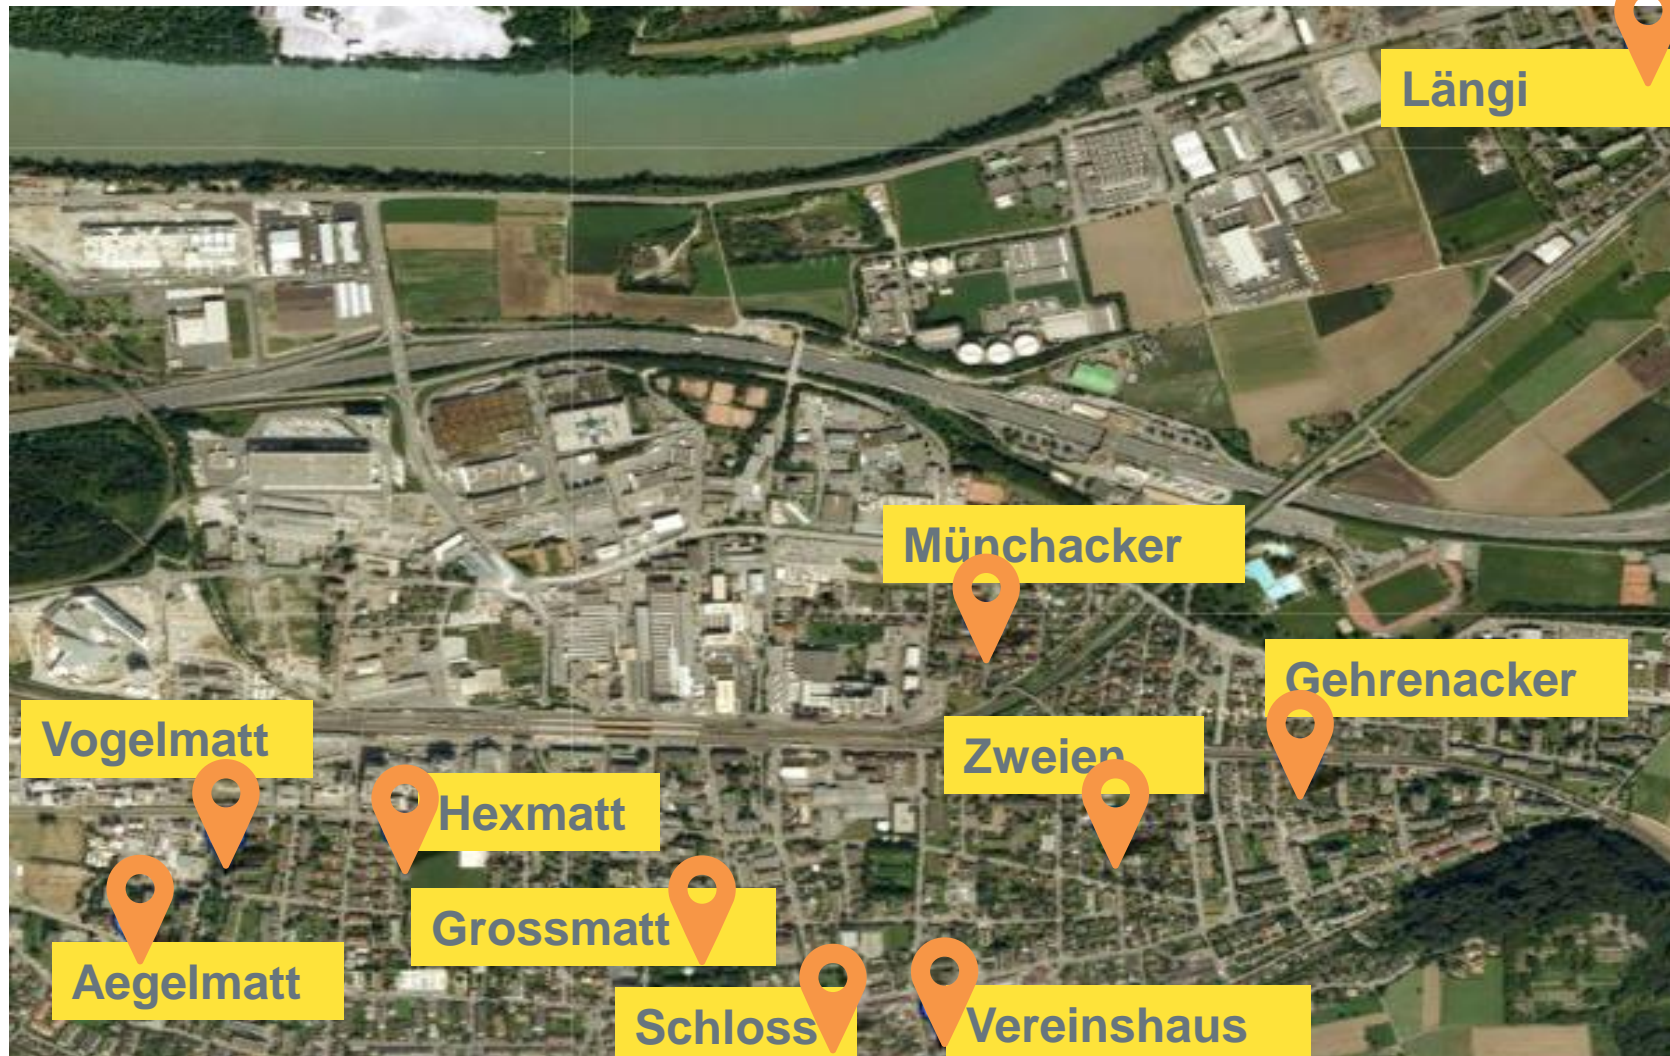 Längi
Münchacker
Gehrenacker
Vogelmatt
Zweien
Hexmatt
Grossmatt
Aegelmatt
Schloss
Vereinshaus